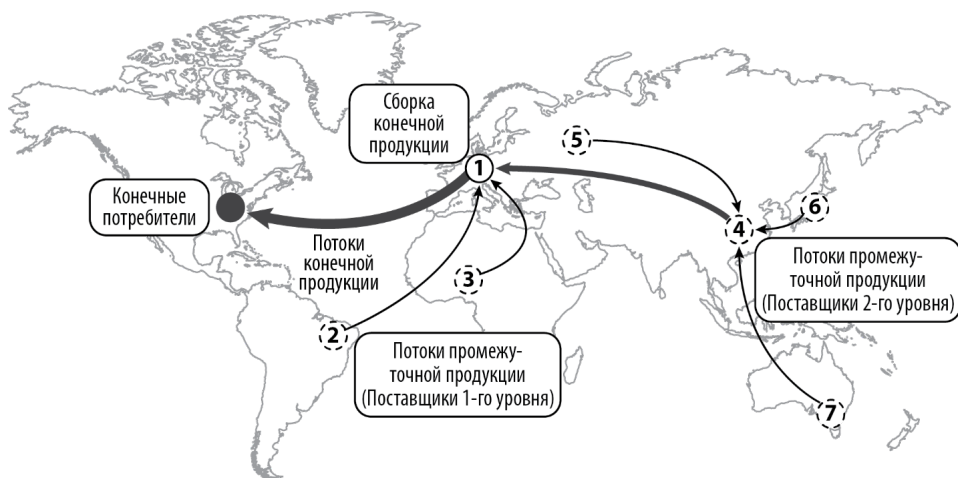 Сборка
конечной
продукции
5
1
Конечные
потребители
6
4
Потоки
конечной
продукции
3
Потоки промежу-
точной продукции
(Поставщики 2-го уровня)
2
Потоки промежу-
точной продукции
(Поставщики 1-го уровня)
7